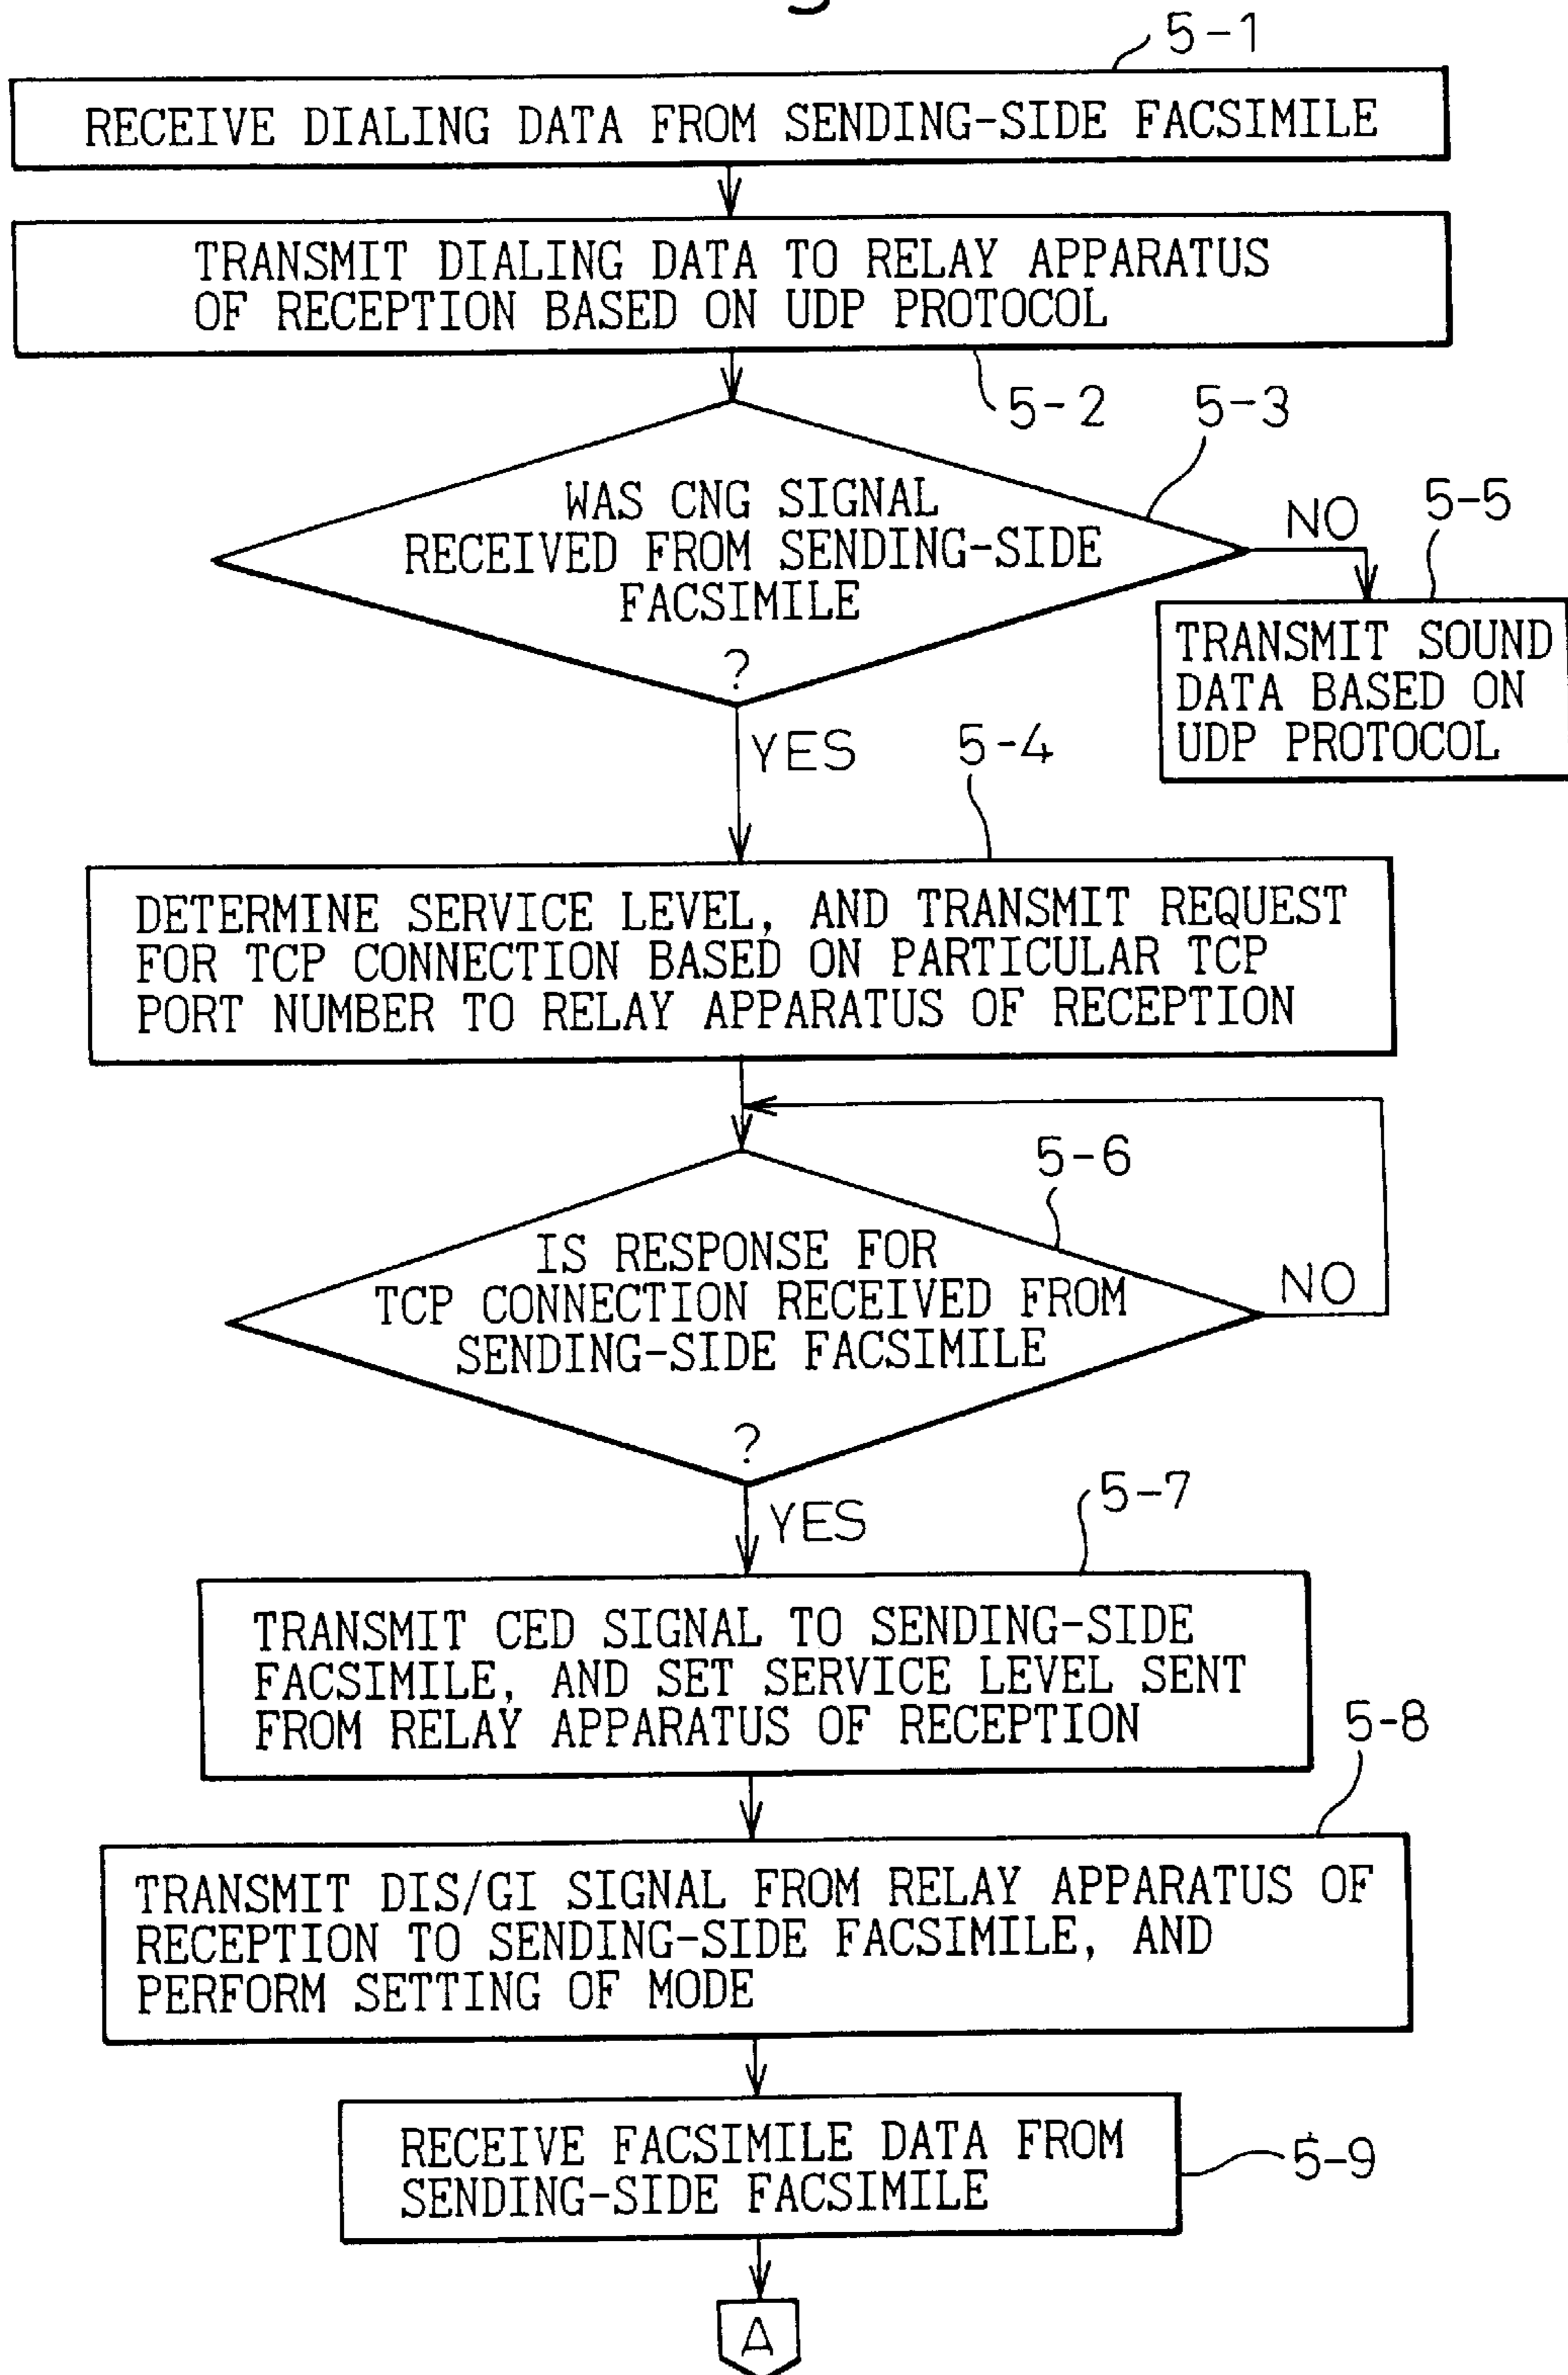 5-1
RECEIVE DIALING DATA FROM SENDING-SIDE FACSIMILE
TRANSMIT DIALING DATA TO RELAY APPARATUS
OF RECEPTION BASED ON UDP PROTOCOL
5-2
5-3
WAS CNG SIGNAL
RECEIVED FROM SENDING-SIDE
FACSIMILE
?
NO
5-5
TRANSMIT SOUND
DATA BASED ON
UDP PROTOCOL
YES
5-4
DETERMINE SERVICE LEVEL, AND TRANSMIT REQUEST
FOR TCP CONNECTION BASED ON PARTICULAR TCP
PORT NUMBER TO RELAY APPARATUS OF RECEPTION
5-6
IS RESPONSE FOR
TCP CONNECTION RECEIVED FROM
SENDING-SIDE FACSIMILE
?
NO
YES
5-7
TRANSMIT CED SIGNAL TO SENDING-SIDE
FACSIMILE, AND SET SERVICE LEVEL SENT
FROM RELAY APPARATUS OF RECEPTION
5-8
TRANSMIT DIS/GI SIGNAL FROM RELAY APPARATUS OF
RECEPTION TO SENDING-SIDE FACSIMILE, AND
PERFORM SETTING OF MODE
RECEIVE FACSIMILE DATA FROM
SENDING-SIDE FACSIMILE
5-9
A